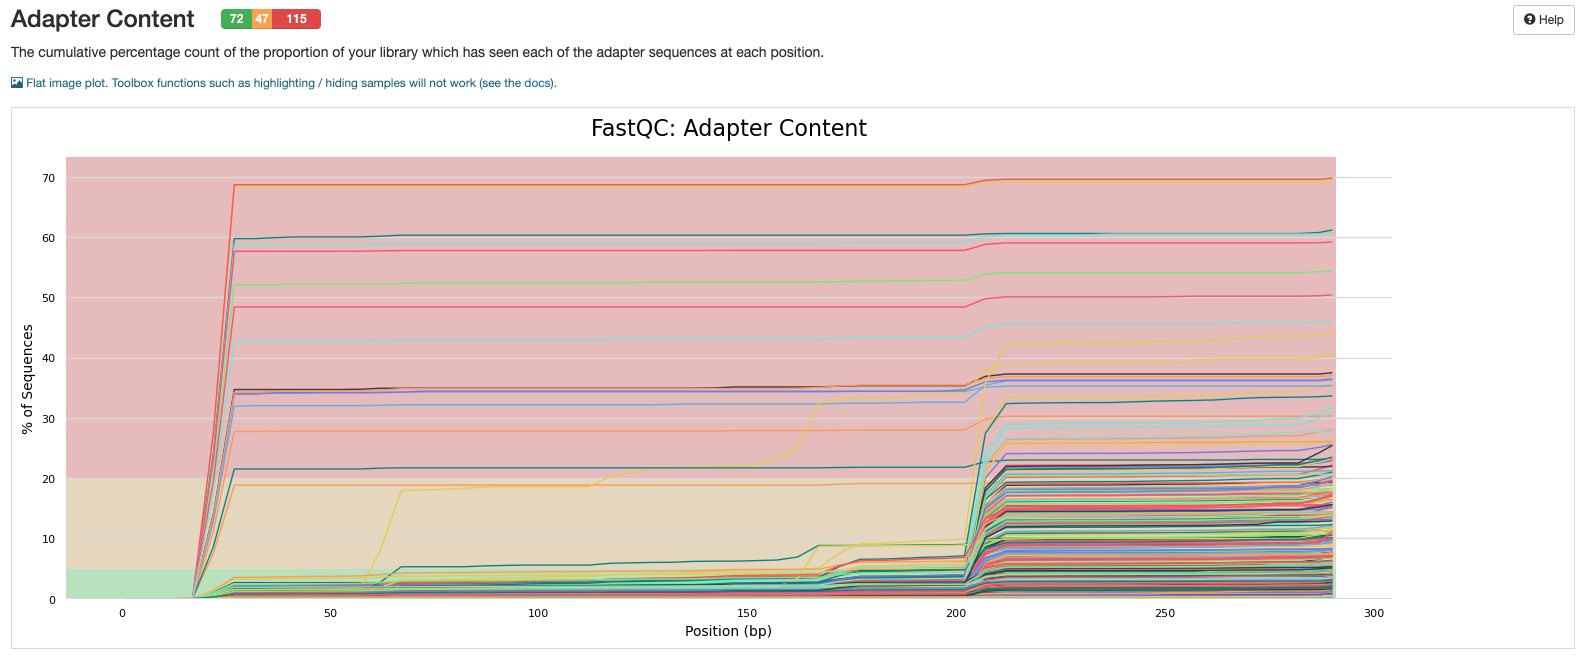 Adapter Content 72 47 115
Help
The cumulative percentage count of the proportion of your library which has seen each of the adapter sequences at each position.
Flat image plot. Toolbox functions such as highlighting / hiding samples will not work (see the docs).
FastQC: Adapter Content
% of Sequences
70
60
50
40
30
20
10
0
0 50 100 150 200 250 300
Position (bp)